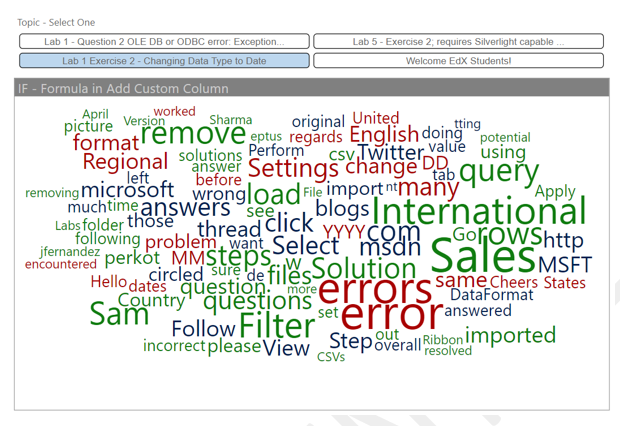 Topic - Select One
Lab 1 - Question 2 OLE DB or ODBC error: Exception...
Lab 5 - Exercise 2; requires Silverlight capable ...
Lab 1 Exercise 2 - Changing Data Type to Date
Welcome EdX Students!
IF - Formula in Add Custom Column
April
worked
picture
Version
Sharma
original
United
tting
format
remove
eptus
regards
English
doing
potential
Regional
solutions
Perform
csv
Twitter
value
using
answer
Settings
change
DD
tab
query
left
before
removing
microsoft
wrong
load
File
import
nt
many
Apply
much
time
answers
see
blogs
International
Labs
folder
those
thread
click
YYYY
com
Go
rows
following
want
Select
msdn
http
jfernandez
problem
steps
Sales
encountered
perkot
MM
w
Solution
MSFT
circled
sure
de
files
Hello
dates
question
more
errors
same
Cheers
States
Country
questions
DataFormat
Sam
Filter
set
error
answered
Follow
Step
out
Ribbon
imported
incorrect
please
View
overall
resolved
CSVs